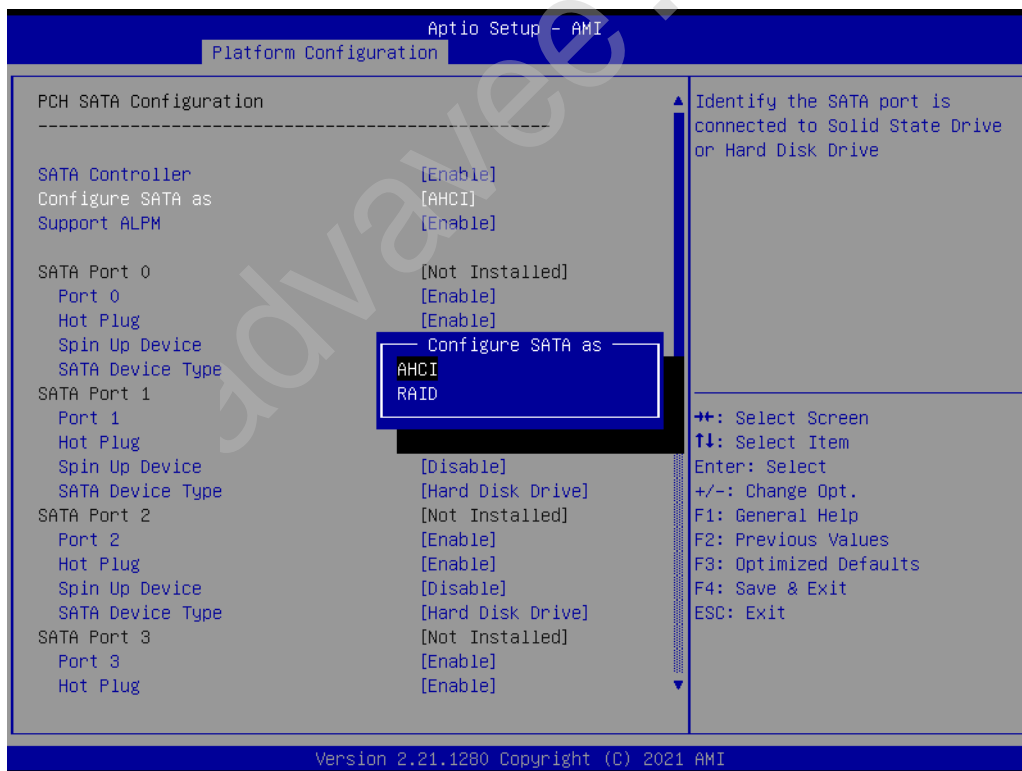 Aptio Setup – AMI
Platform Configuration
PCH SATA Configuration
--------------------------------------------------
SATA Controller [Enable]
Configure SATA as [AHCI]
Support ALPM [Enable]
SATA Port 0 [Not Installed]
Port 0 [Enable]
Hot Plug [Enable]
Spin Up Device
SATA Device Type
SATA Port 1
Port 1
Hot Plug
Spin Up Device [Disable]
SATA Device Type [Hard Disk Drive]
SATA Port 2 [Not Installed]
Port 2 [Enable]
Hot Plug [Enable]
Spin Up Device [Disable]
SATA Device Type [Hard Disk Drive]
SATA Port 3 [Not Installed]
Port 3 [Enable]
Hot Plug [Enable]
Configure SATA as
AHCI
RAID
Identify the SATA port is
connected to Solid State Drive
or Hard Disk Drive
→←: Select Screen
↑↓: Select Item
Enter: Select
+/-: Change Opt.
F1: General Help
F2: Previous Values
F3: Optimized Defaults
F4: Save & Exit
ESC: Exit
Version 2.21.1280 Copyright (C) 2021 AMI